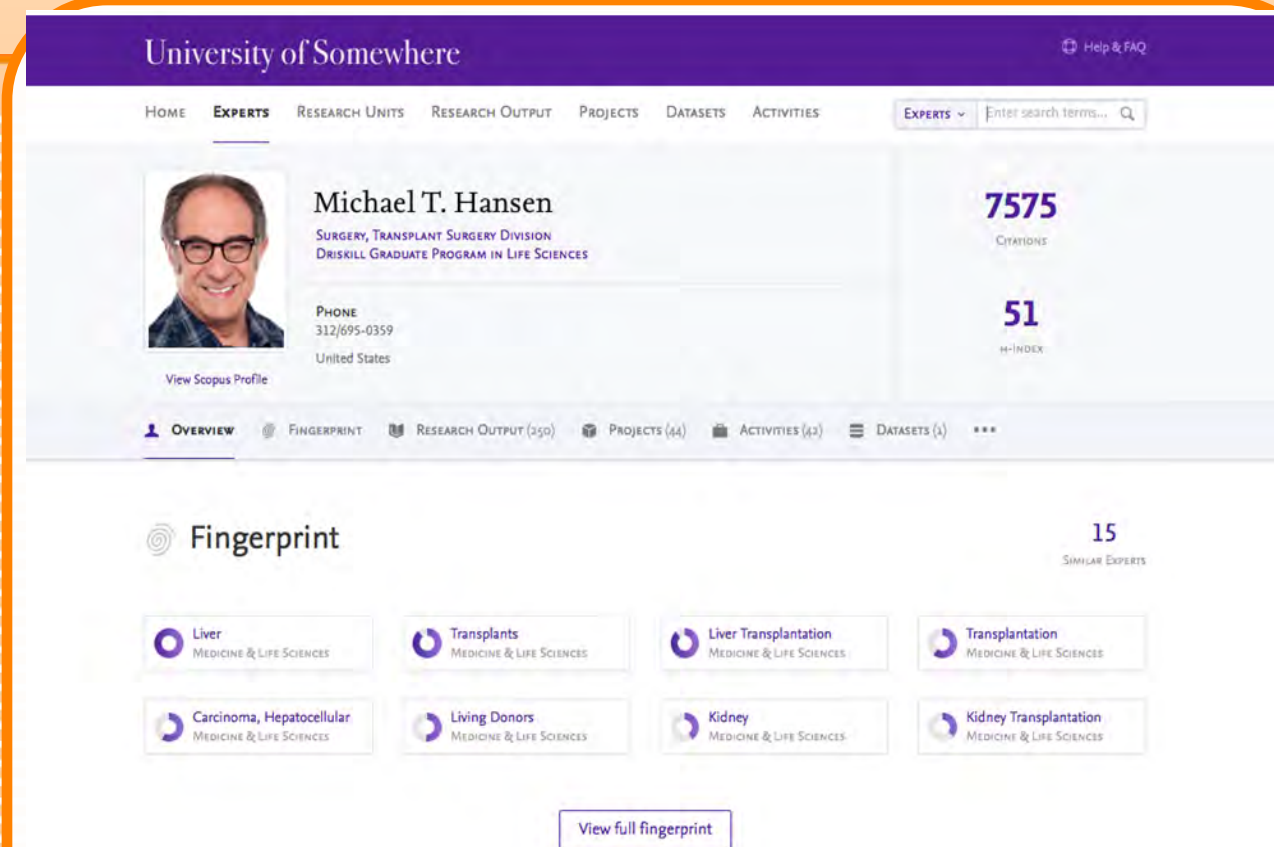 University of Somewhere
Help & FAQ
HOME EXPERTS RESEARCH UNITS RESEARCH OUTPUT PROJECTS DATASETS ACTIVITIES
EXPERTS Enter search terms...
Michael T. Hansen
SURGERY, TRANSPLANT SURGERY DIVISION
DRISKILL GRADUATE PROGRAM IN LIFE SCIENCES
7575
CITATIONS
PHONE
312/695-0359
United States
51
H-INDEX
View Scopus Profile
OVERVIEW FINGERPRINT RESEARCH OUTPUT (250) PROJECTS (44) ACTIVITIES (42) DATASETS (1)
Fingerprint
15
SIMILAR EXPERTS
Liver
MEDICINE & LIFE SCIENCES
Transplants
MEDICINE & LIFE SCIENCES
Liver Transplantation
MEDICINE & LIFE SCIENCES
Transplantation
MEDICINE & LIFE SCIENCES
Carcinoma, Hepatocellular
MEDICINE & LIFE SCIENCES
Living Donors
MEDICINE & LIFE SCIENCES
Kidney
MEDICINE & LIFE SCIENCES
Kidney Transplantation
MEDICINE & LIFE SCIENCES
View full fingerprint